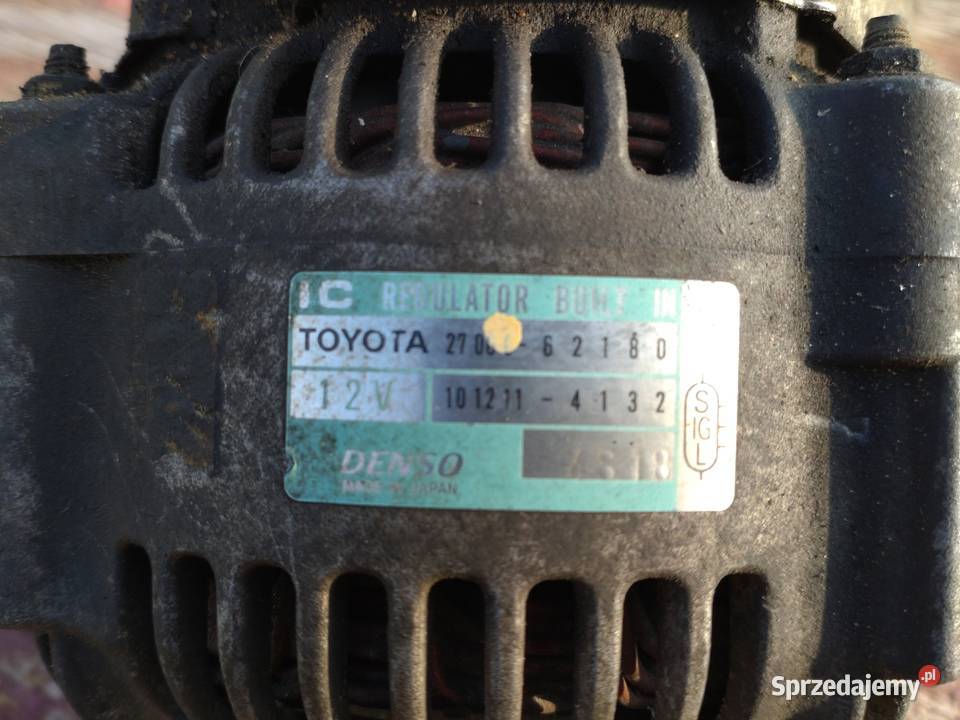 IC REGULATOR BUILT IN
TOYOTA 27060-62180
12V 101211-4132
DENSO
MADE IN JAPAN
S
IG
L
Sprzedajemy.pl